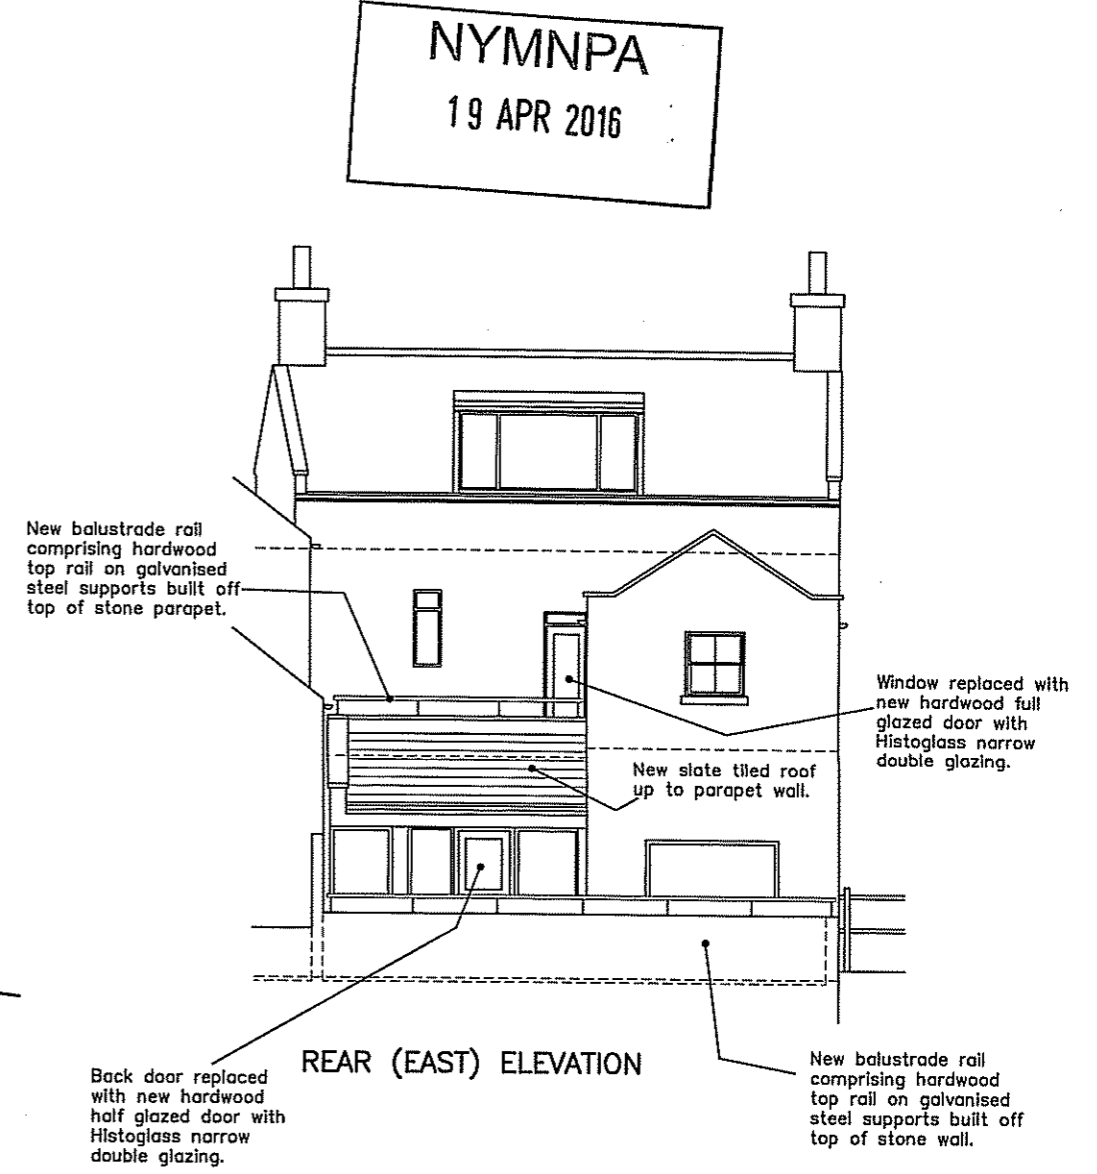 NYMNPA
19 APR 2016
New balustrade rail
comprising hardwood
top rail on galvanised
steel supports built off
top of stone parapet.
Window replaced with
new hardwood full
glazed door with
Histoglass narrow
double glazing.
New slate tiled roof
up to parapet wall.
REAR (EAST) ELEVATION
Back door replaced
with new hardwood
half glazed door with
Histoglass narrow
double glazing.
New balustrade rail
comprising hardwood
top rail on galvanised
steel supports built off
top of stone wall.